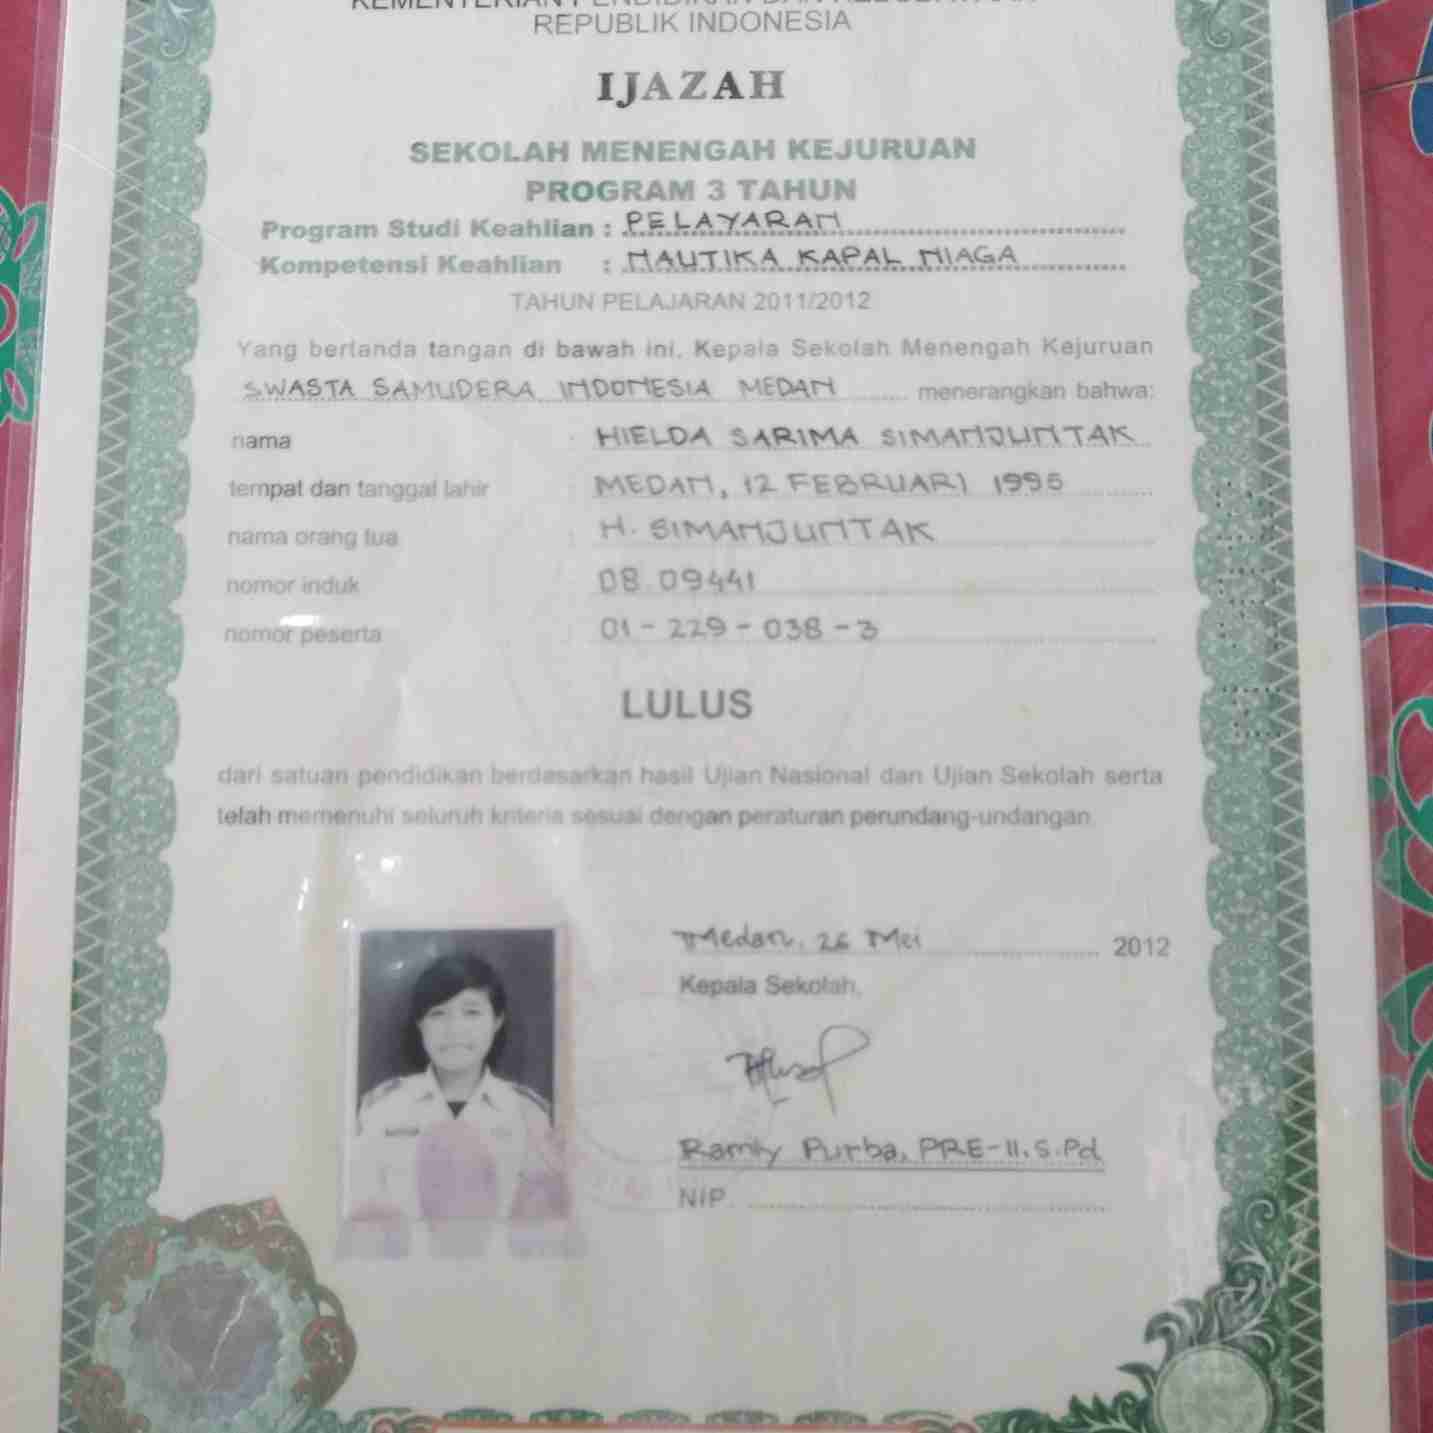 KEMENTERIAN PENDIDIKAN DAN KEBUDAYAAN
REPUBLIK INDONESIA
IJAZAH
SEKOLAH MENENGAH KEJURUAN
PROGRAM 3 TAHUN
Program Studi Keahlian : PELAYARAN
Kompetensi Keahlian : NAUTIKA KAPAL NIAGA
TAHUN PELAJARAN 2011/2012
Yang bertanda tangan di bawah ini, Kepala Sekolah Menengah Kejuruan
SWASTA SAMUDERA INDONESIA MEDAN menerangkan bahwa:
nama : HIELDA SARIMA SIMANJUNTAK
tempat dan tanggal lahir : MEDAN, 12 FEBRUARI 1995
nama orang tua : H. SIMANJUNTAK
nomor induk : 08.09441
nomor peserta : 01-229-038-3
LULUS
dari satuan pendidikan berdasarkan hasil Ujian Nasional dan Ujian Sekolah serta
telah memenuhi seluruh kriteria sesuai dengan peraturan perundang-undangan.
Medan, 26 Mei 2012
Kepala Sekolah,
Ramly Purba, PRE-II, S.Pd
NIP.